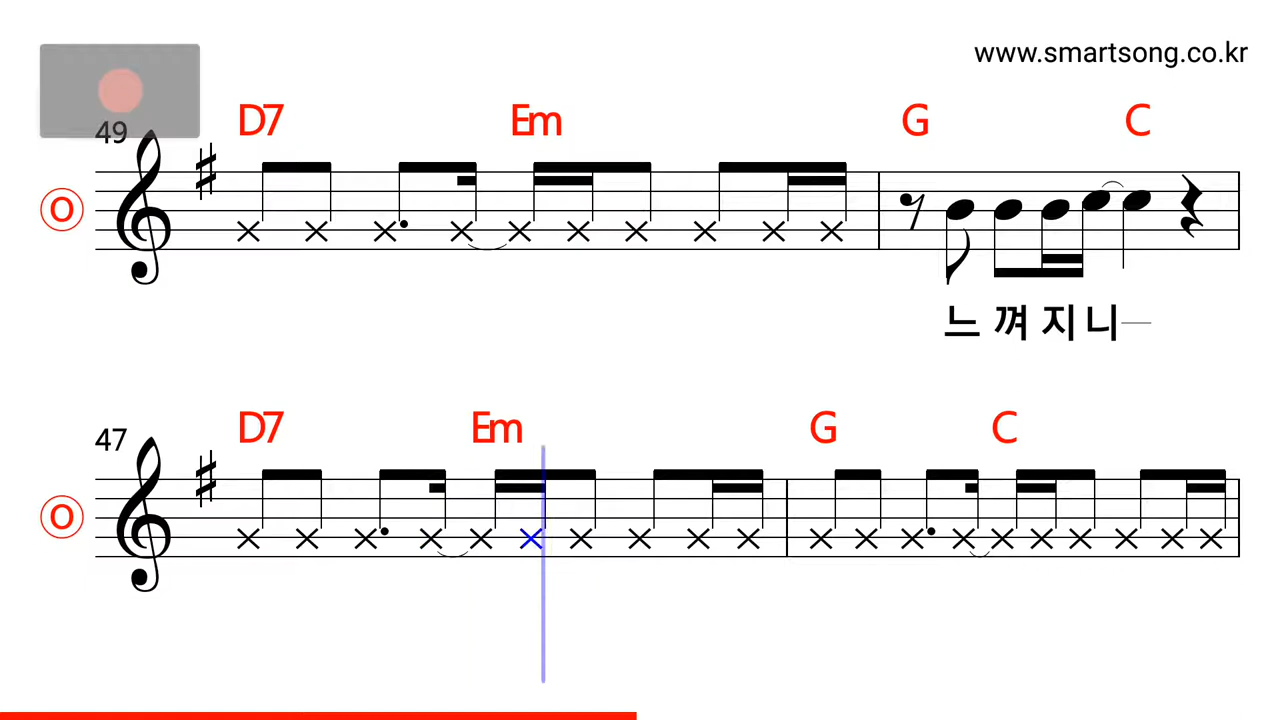 www.smartsong.co.kr
D7 Em G C
49
O
느 껴 지 니
D7 Em G C
47
O